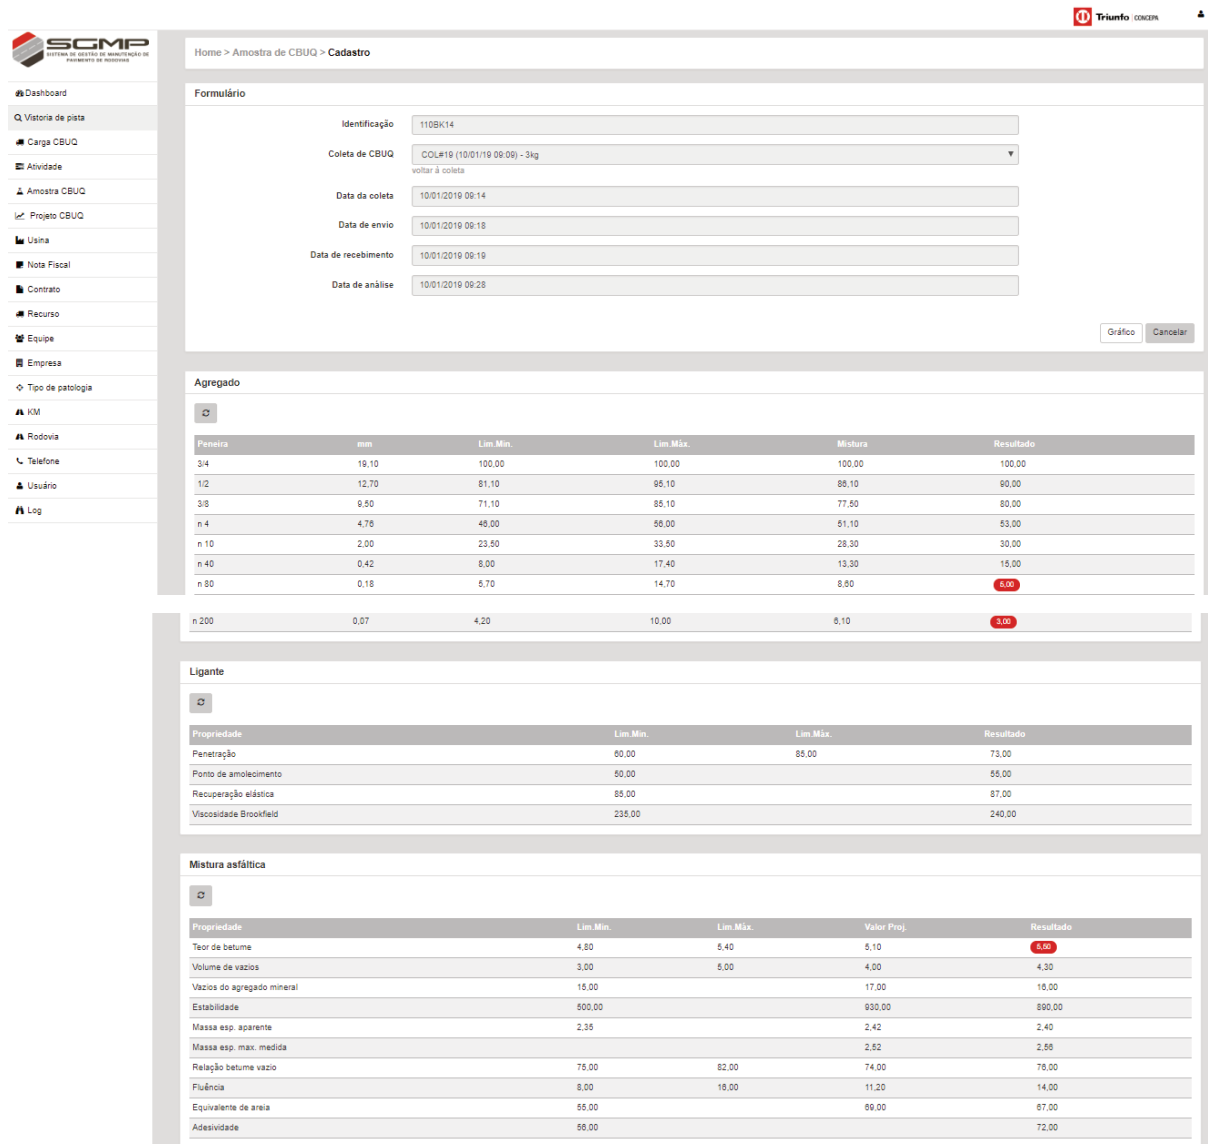 Triunfo CONCEPA
SGMP
SISTEMA DE GESTÃO DE MANUTENÇÃO DE
PAVIMENTO DE RODOVIAS
Home > Amostra de CBUQ > Cadastro
Dashboard
Vistoria de pista
Carga CBUQ
Atividade
Amostra CBUQ
Projeto CBUQ
Usina
Nota Fiscal
Contrato
Recurso
Equipe
Empresa
Tipo de patologia
KM
Rodovia
Telefone
Usuário
Log
Formulário
Identificação 110BK14
Coleta de CBUQ COL#19 (10/01/19 09:09) - 3kg
voltar à coleta
Data da coleta 10/01/2019 09:14
Data de envio 10/01/2019 09:18
Data de recebimento 10/01/2019 09:19
Data de análise 10/01/2019 09:28
Gráfico Cancelar
Agregado
Peneira mm Lim.Min. Lim.Máx. Mistura Resultado
3/4 19,10 100,00 100,00 100,00 100,00
1/2 12,70 81,10 95,10 86,10 90,00
3/8 9,50 71,10 85,10 77,50 80,00
n 4 4,76 46,00 56,00 51,10 53,00
n 10 2,00 23,50 33,50 28,30 30,00
n 40 0,42 8,00 17,40 13,30 15,00
n 80 0,18 5,70 14,70 8,60 5,00
n 200 0,07 4,20 10,00 6,10 3,00
Ligante
Propriedade Lim.Min. Lim.Máx. Resultado
Penetração 60,00 85,00 73,00
Ponto de amolecimento 50,00 55,00
Recuperação elástica 85,00 87,00
Viscosidade Brookfield 235,00 240,00
Mistura asfáltica
Propriedade Lim.Min. Lim.Máx. Valor Proj. Resultado
Teor de betume 4,80 5,40 5,10 5,50
Volume de vazios 3,00 5,00 4,00 4,30
Vazios do agregado mineral 15,00 17,00 16,00
Estabilidade 500,00 930,00 890,00
Massa esp. aparente 2,35 2,42 2,40
Massa esp. max. medida 2,52 2,56
Relação betume vazio 75,00 82,00 74,00 76,00
Fluência 8,00 16,00 11,20 14,00
Equivalente de areia 55,00 69,00 67,00
Adesividade 56,00 72,00